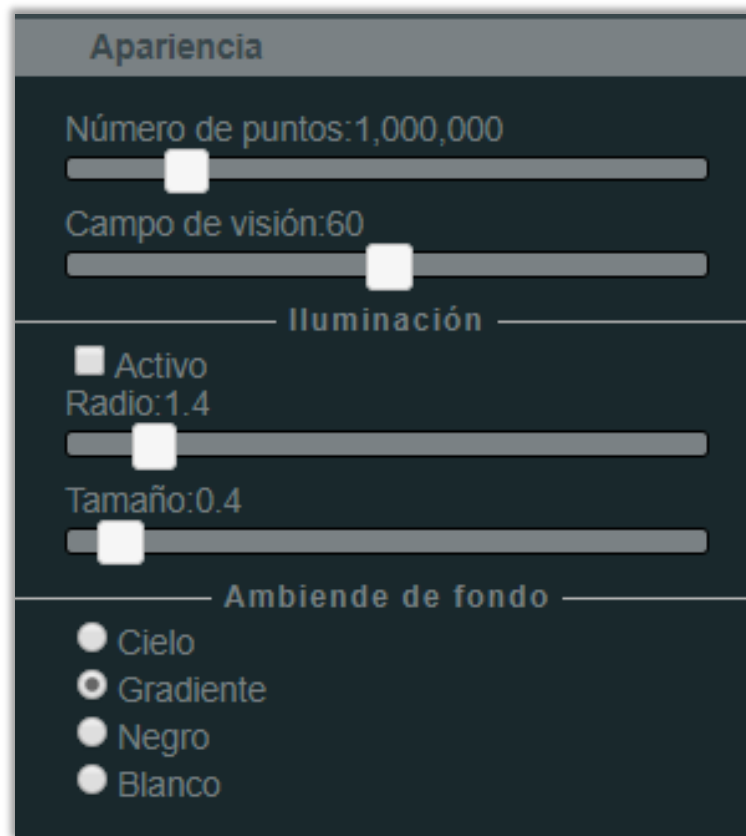 Apariencia
Número de puntos:1,000,000
Campo de visión:60
Iluminación
Activo
Radio:1.4
Tamaño:0.4
Ambiende de fondo
Cielo
Gradiente
Negro
Blanco